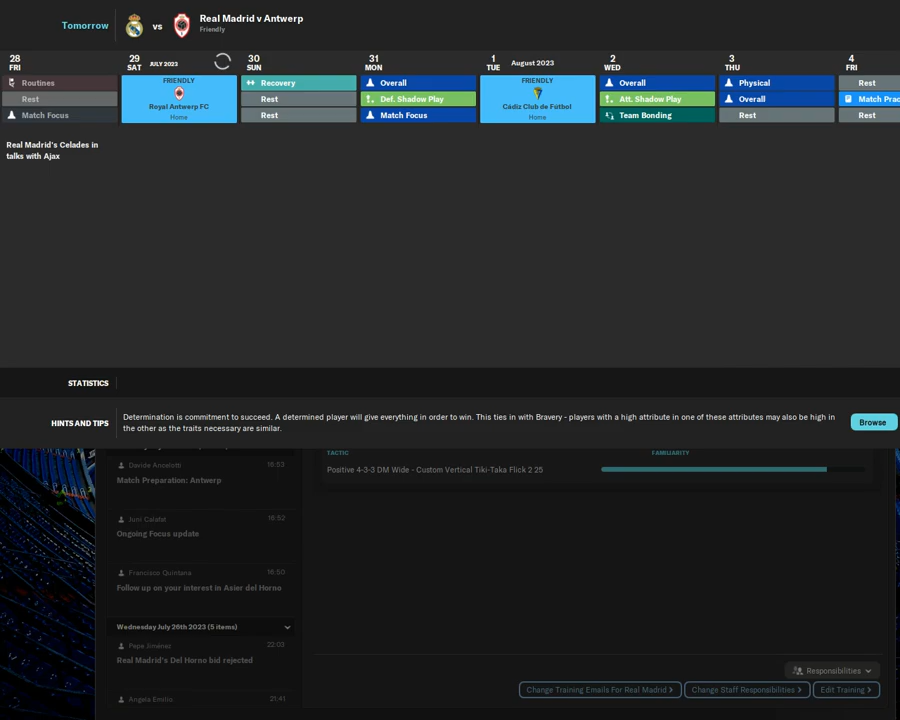 Tomorrow
vs
Real Madrid v Antwerp
Friendly
28
FRI
29
SAT JULY 2023
30
SUN
31
MON
1
TUE August 2023
2
WED
3
THU
4
FRI
Routines
Rest
Match Focus
FRIENDLY
Royal Antwerp FC
Home
Recovery
Rest
Rest
Overall
Def. Shadow Play
Match Focus
FRIENDLY
Cádiz Club de Fútbol
Home
Overall
Att. Shadow Play
Team Bonding
Physical
Overall
Rest
Rest
Match Prac
Rest
Real Madrid's Celades in
talks with Ajax
STATISTICS
HINTS AND TIPS
Determination is commitment to succeed. A determined player will give everything in order to win. This ties in with Bravery - players with a high attribute in one of these attributes may also be high in
the other as the traits necessary are similar.
Browse
TACTIC
FAMILIARITY
Positive 4-3-3 DM Wide - Custom Vertical Tiki-Taka Flick 2 25
Davide Ancelotti 16:53
Match Preparation: Antwerp
Juni Calafat 16:52
Ongoing Focus update
Francisco Quintana 16:50
Follow up on your interest in Asier del Horno
Wednesday July 26th 2023 (5 items)
Pepe Jiménez 22:03
Real Madrid's Del Horno bid rejected
Angela Emilio 21:41
Responsibilities
Change Training Emails For Real Madrid
Change Staff Responsibilities
Edit Training